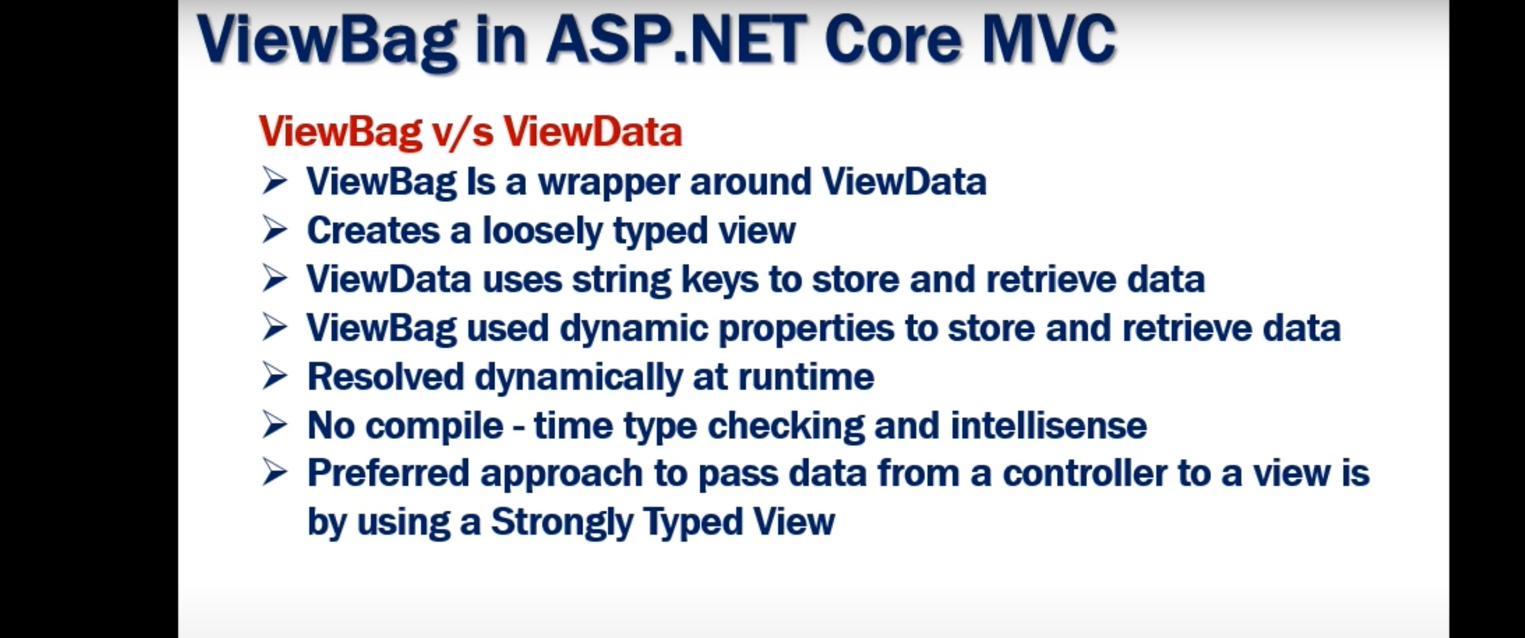 ViewBag in ASP.NET Core MVC
ViewBag v/s ViewData
➢ ViewBag Is a wrapper around ViewData
➢ Creates a loosely typed view
➢ ViewData uses string keys to store and retrieve data
➢ ViewBag used dynamic properties to store and retrieve data
➢ Resolved dynamically at runtime
➢ No compile - time type checking and intellisense
➢ Preferred approach to pass data from a controller to a view is
by using a Strongly Typed View